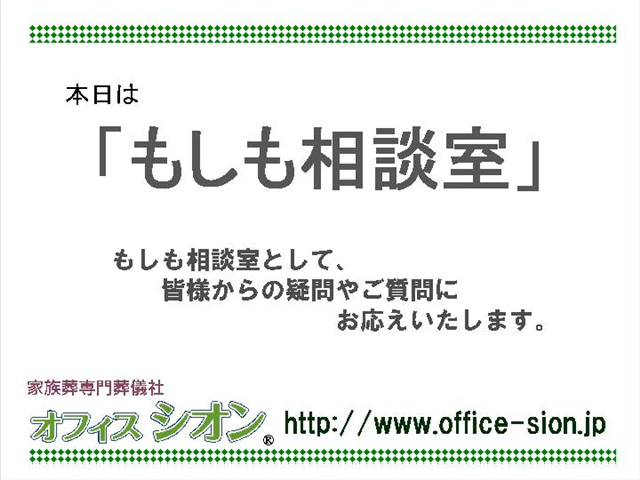 本日は
「もしも相談室」
もしも相談室として、
皆様からの疑問やご質問に
お応えいたします。
家族葬専門葬儀社
オフィスシオン® http://www.office-sion.jp